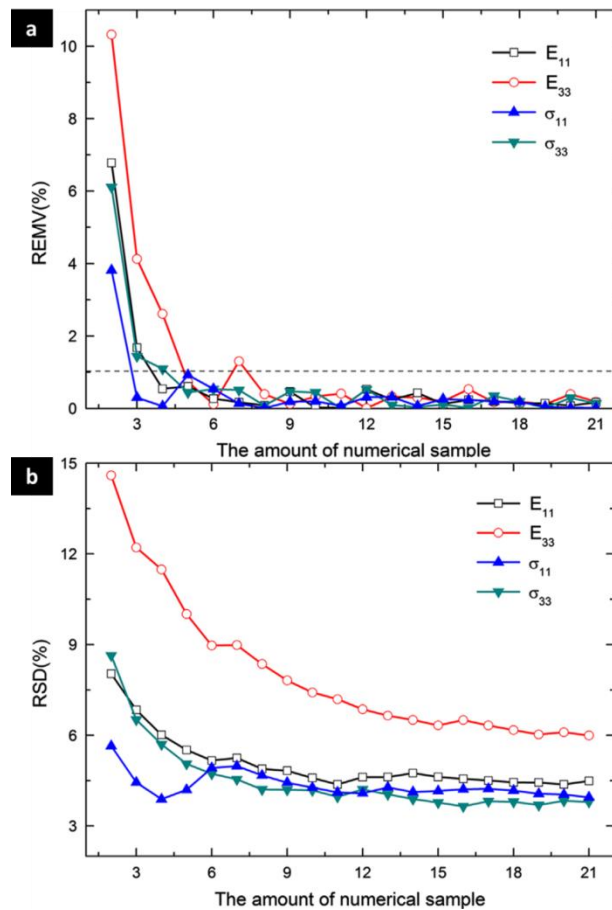 a
10
8
6
4
2
0
REMV(%)
E₁₁
E₃₃
σ₁₁
σ₃₃
3 6 9 12 15 18 21
The amount of numerical sample
b
15
12
9
6
3
RSD(%)
E₁₁
E₃₃
σ₁₁
σ₃₃
3 6 9 12 15 18 21
The amount of numerical sample